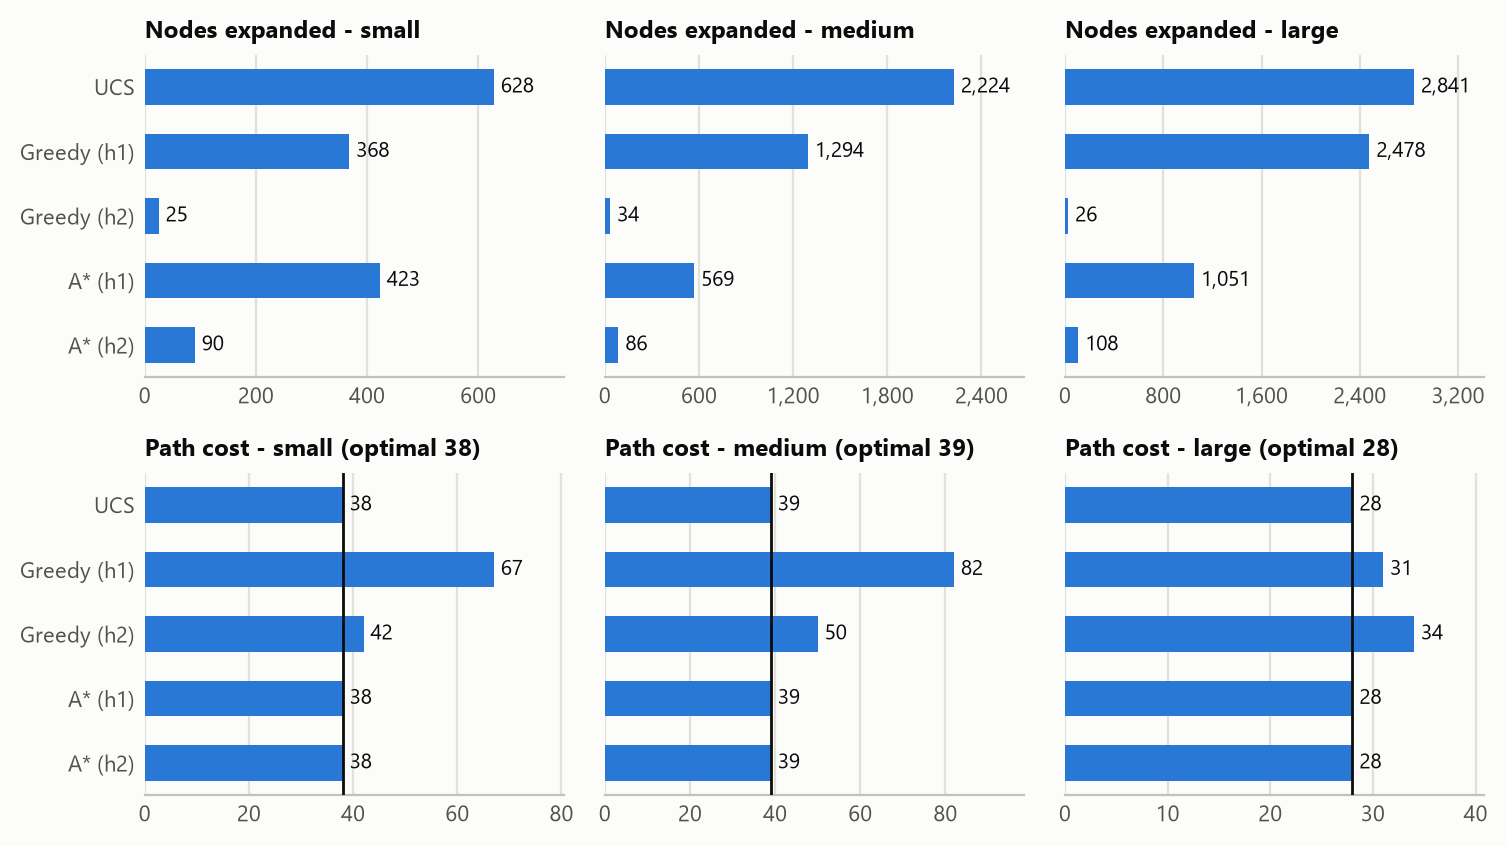 Nodes expanded - small
UCS 628
Greedy (h1) 368
Greedy (h2) 25
A* (h1) 423
A* (h2) 90
0 200 400 600
Nodes expanded - medium
2,224
1,294
34
569
86
0 600 1,200 1,800 2,400
Nodes expanded - large
2,841
2,478
26
1,051
108
0 800 1,600 2,400 3,200
Path cost - small (optimal 38)
UCS 38
Greedy (h1) 67
Greedy (h2) 42
A* (h1) 38
A* (h2) 38
0 20 40 60 80
Path cost - medium (optimal 39)
39
82
50
39
39
0 20 40 60 80
Path cost - large (optimal 28)
28
31
34
28
28
0 10 20 30 40